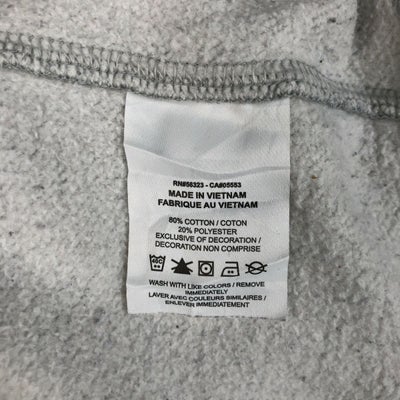 RN#56323 - CA#05553
MADE IN VIETNAM
FABRIQUE AU VIETNAM
80% COTTON / COTON
20% POLYESTER
EXCLUSIVE OF DECORATION /
DECORATION NON COMPRISE
40C
WASH WITH LIKE COLORS / REMOVE
IMMEDIATELY
LAVER AVEC COULEURS SIMILAIRES /
ENLEVER IMMEDIATEMENT